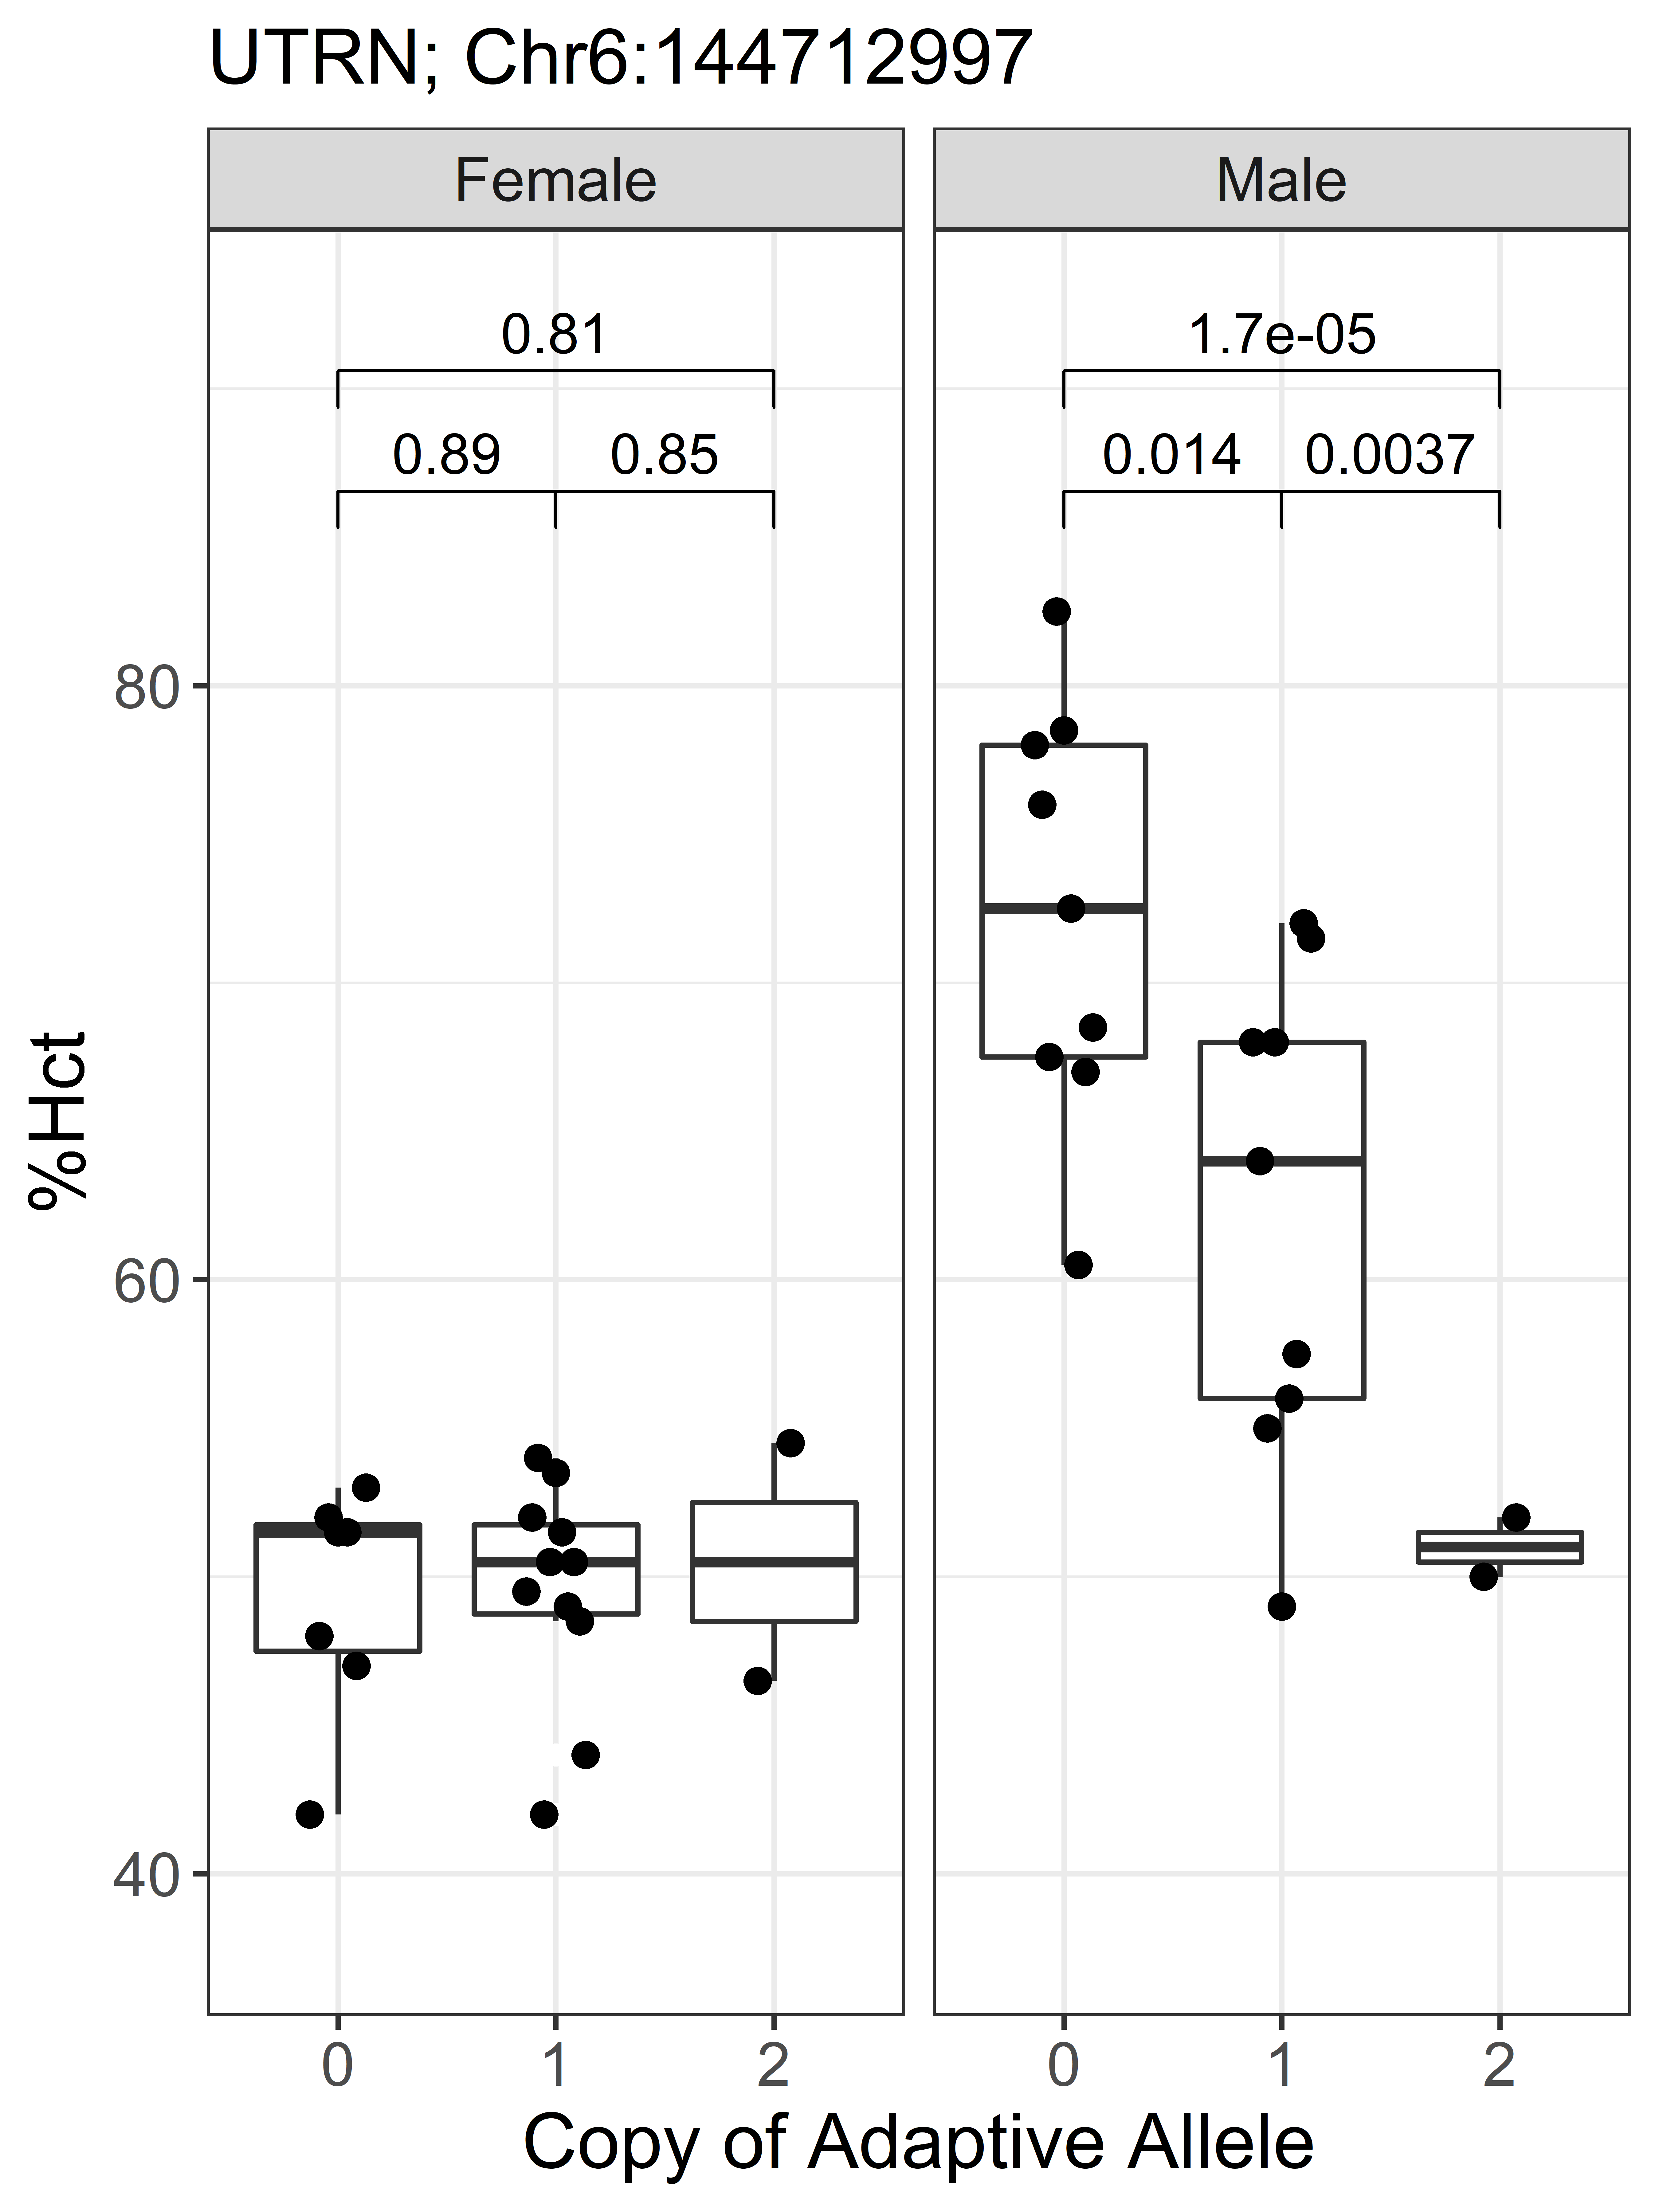 UTRN; Chr6:144712997
Female
Male
0.81
1.7e-05
0.89
0.85
0.014
0.0037
%Hct
80
60
40
0
1
2
0
1
2
Copy of Adaptive Allele